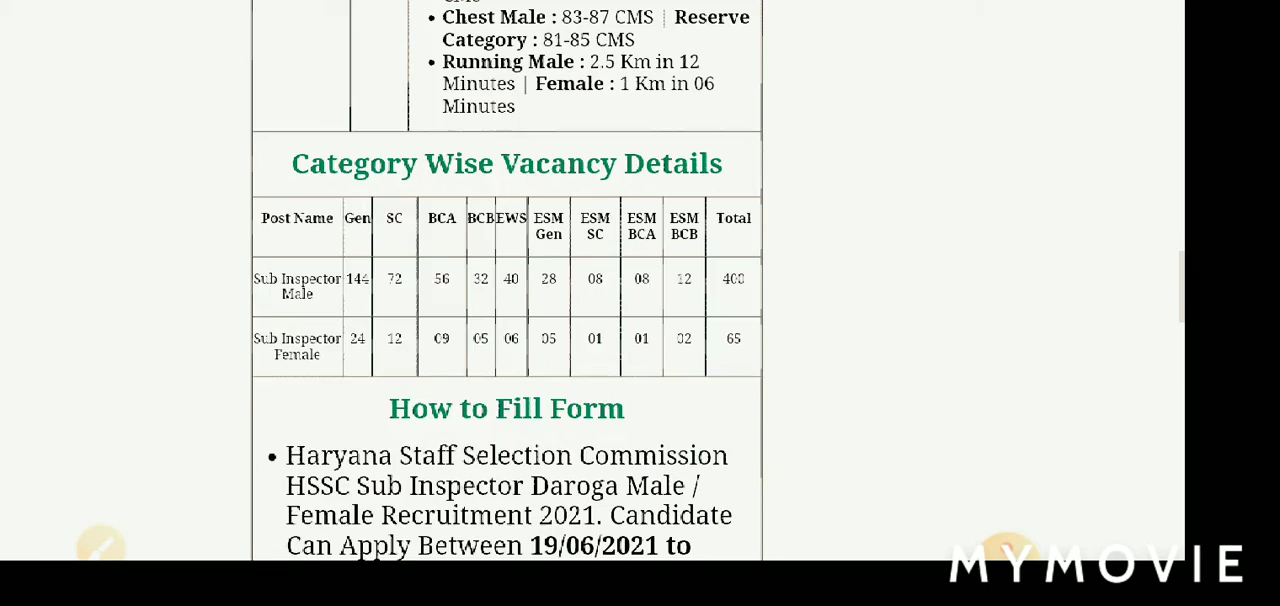 Chest Male : 83-87 CMS | Reserve
Category : 81-85 CMS
Running Male : 2.5 Km in 12
Minutes | Female : 1 Km in 06
Minutes
Category Wise Vacancy Details
Post Name Gen SC BCA BCB EWS ESM Gen ESM SC ESM BCA ESM BCB Total
Sub Inspector Male 144 72 56 32 40 28 08 08 12 400
Sub Inspector Female 24 12 09 05 06 05 01 01 02 65
How to Fill Form
Haryana Staff Selection Commission
HSSC Sub Inspector Daroga Male /
Female Recruitment 2021. Candidate
Can Apply Between 19/06/2021 to
MYMOVIE